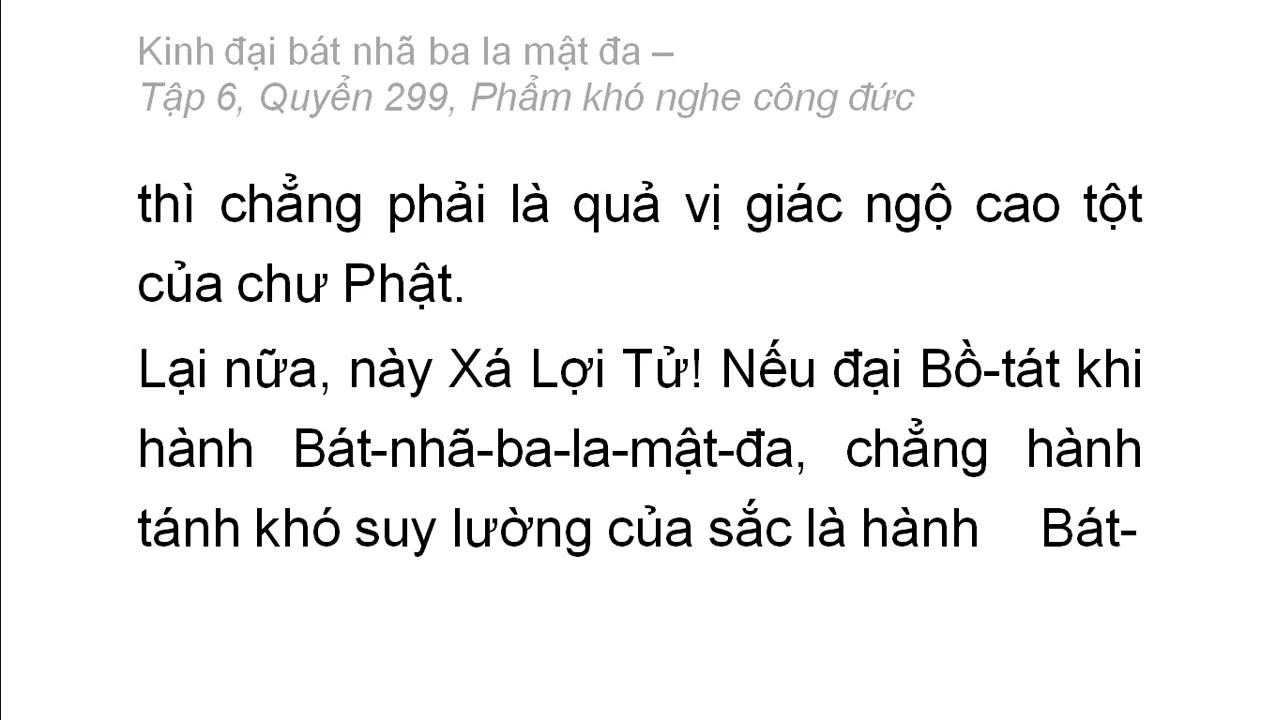 Kinh đại bát nhã ba la mật đa –
Tập 6, Quyển 299, Phẩm khó nghe công đức
thì chẳng phải là quả vị giác ngộ cao tột
của chư Phật.
Lại nữa, này Xá Lợi Tử! Nếu đại Bồ-tát khi
hành Bát-nhã-ba-la-mật-đa, chẳng hành
tánh khó suy lường của sắc là hành Bát-